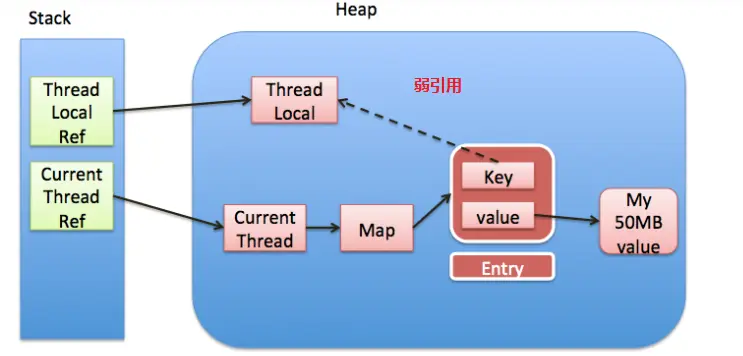 Stack
Heap
Thread
Local
Ref
Thread
Local
弱引用
Current
Thread
Ref
Key
value
Current
Thread
Map
My
50MB
value
Entry